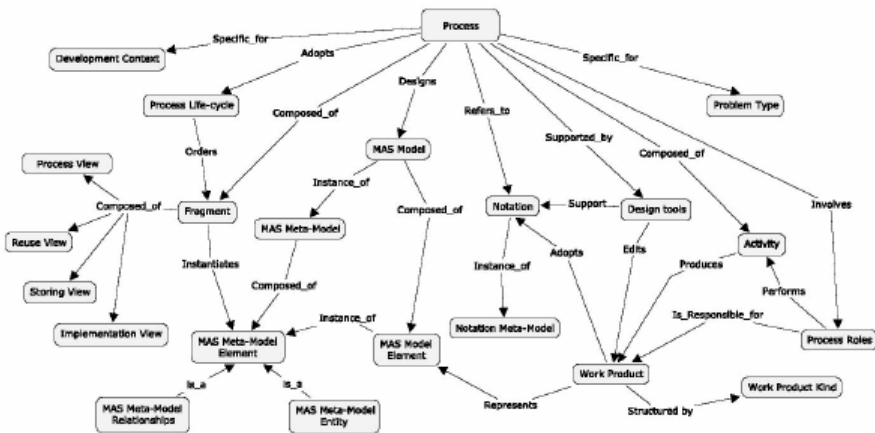 Process
Specific_for
Adopts
Specific_for
Development Context
Designs
Process Life-cycle
Composed_of
Refers_to
Problem Type
Supported_by
Orders
MAS Model
Composed_of
Process View
Instance_of
Composed_of
Fragment
Composed_of
Notation
Support
Design tools
Involves
MAS Meta-Model
Reuse View
Adopts
Edits
Activity
Instantiates
Produces
Instance_of
Composed_of
Performs
Storing View
Instance_of
Is_Responsible_for
Implementation View
Notation Meta-Model
MAS Meta-Model
Element
MAS Model
Element
Process Roles
Work Product
Is_a
Is_a
Work Product Kind
MAS Meta-Model
Relationships
MAS Meta-Model
Entity
Represents
Structured by